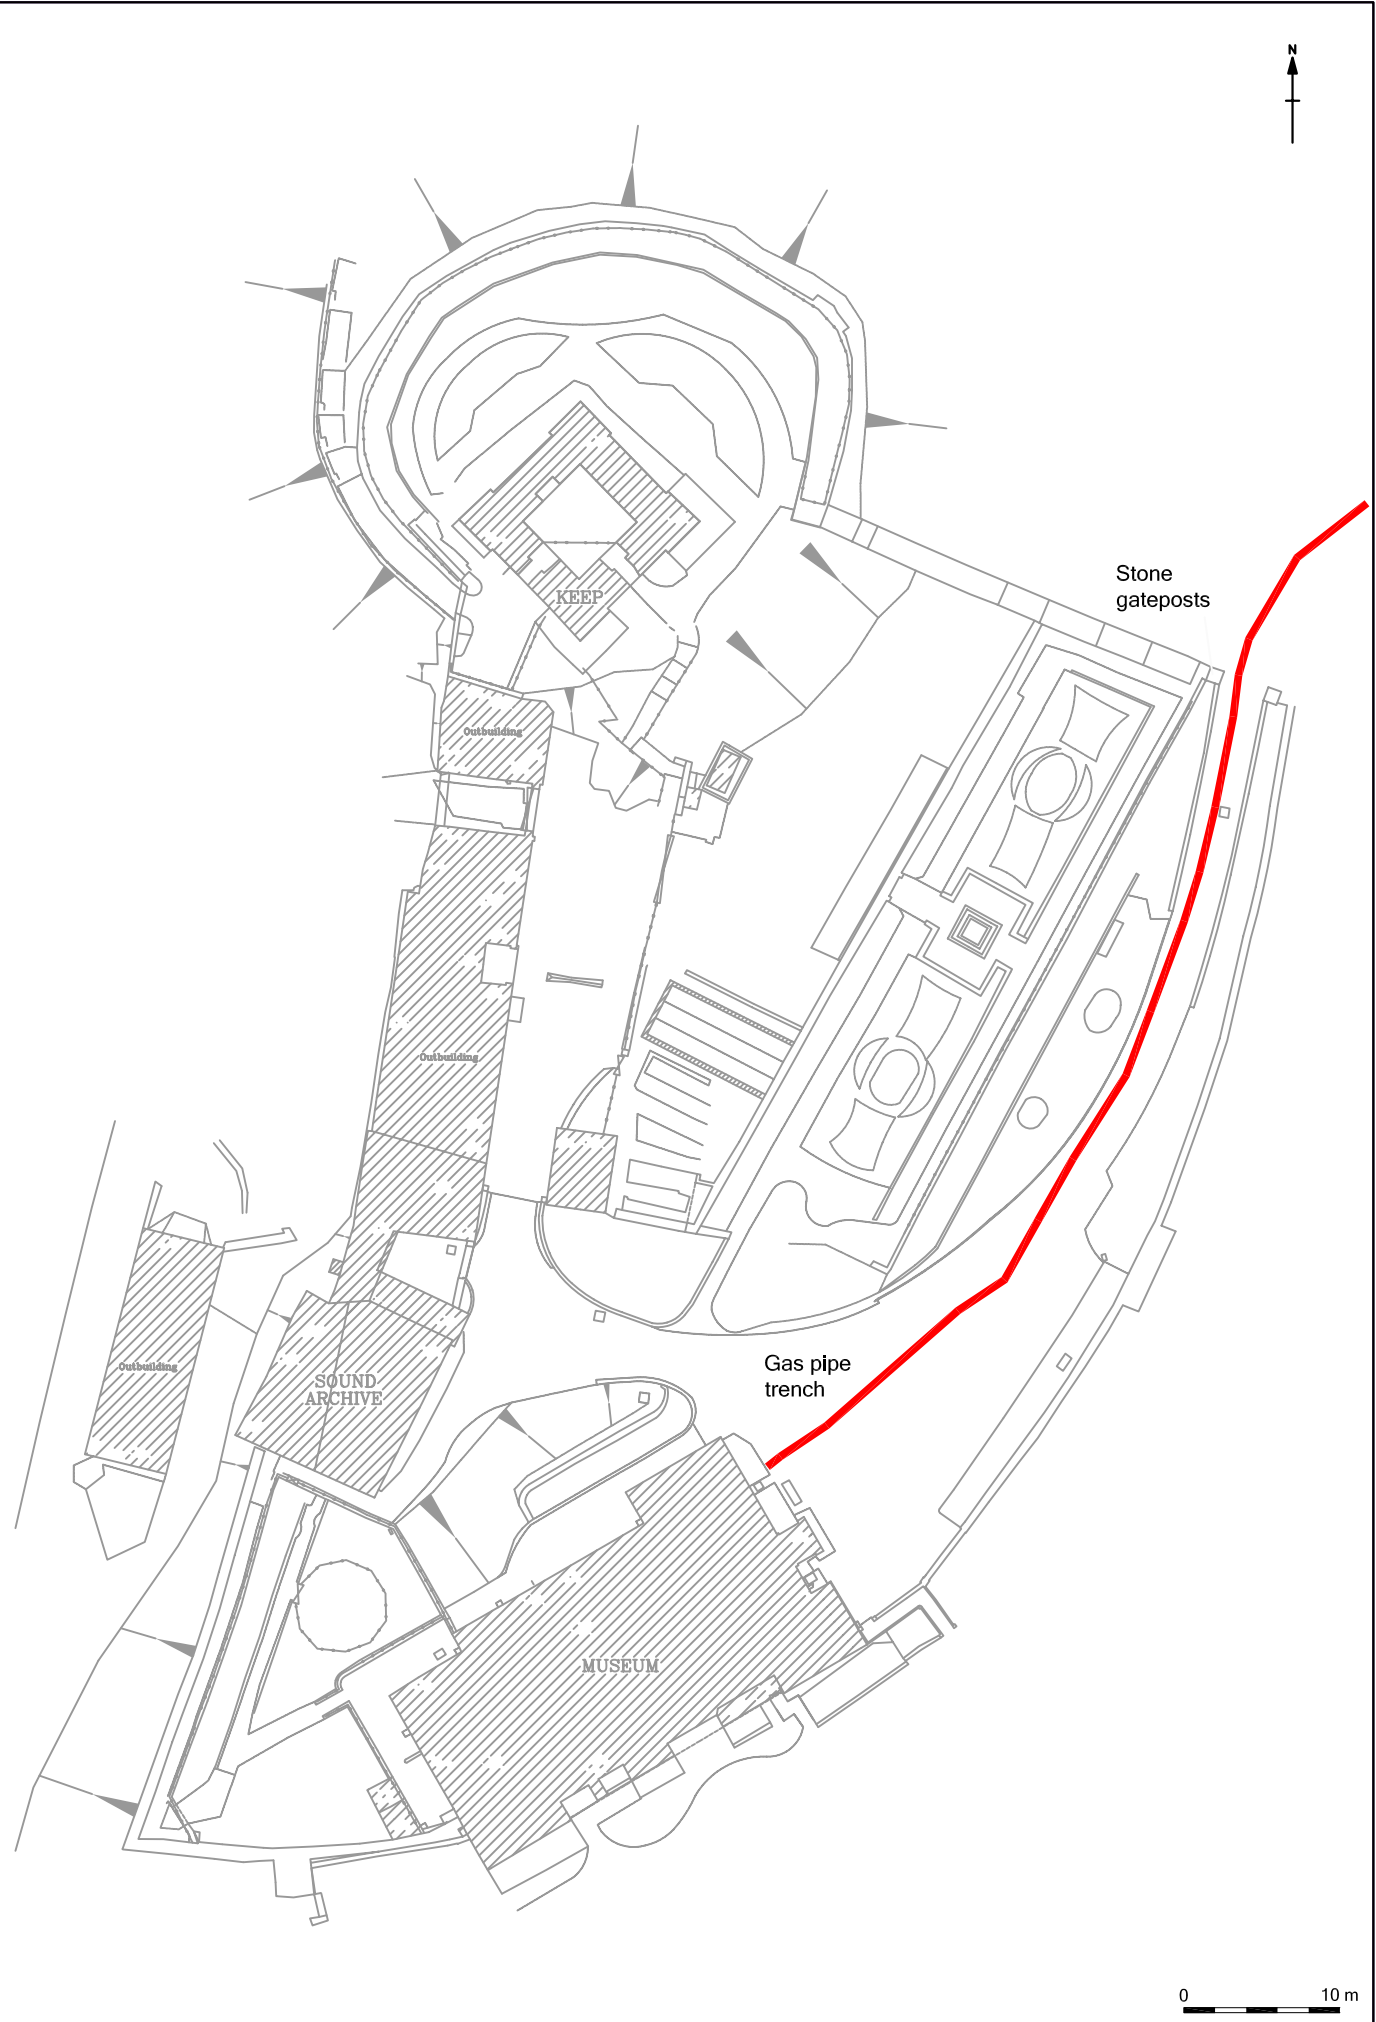 N
Stone
gateposts
KEEP
Outbuilding
Outbuilding
Outbuilding
SOUND
ARCHIVE
Gas pipe
trench
MUSEUM
0 10 m